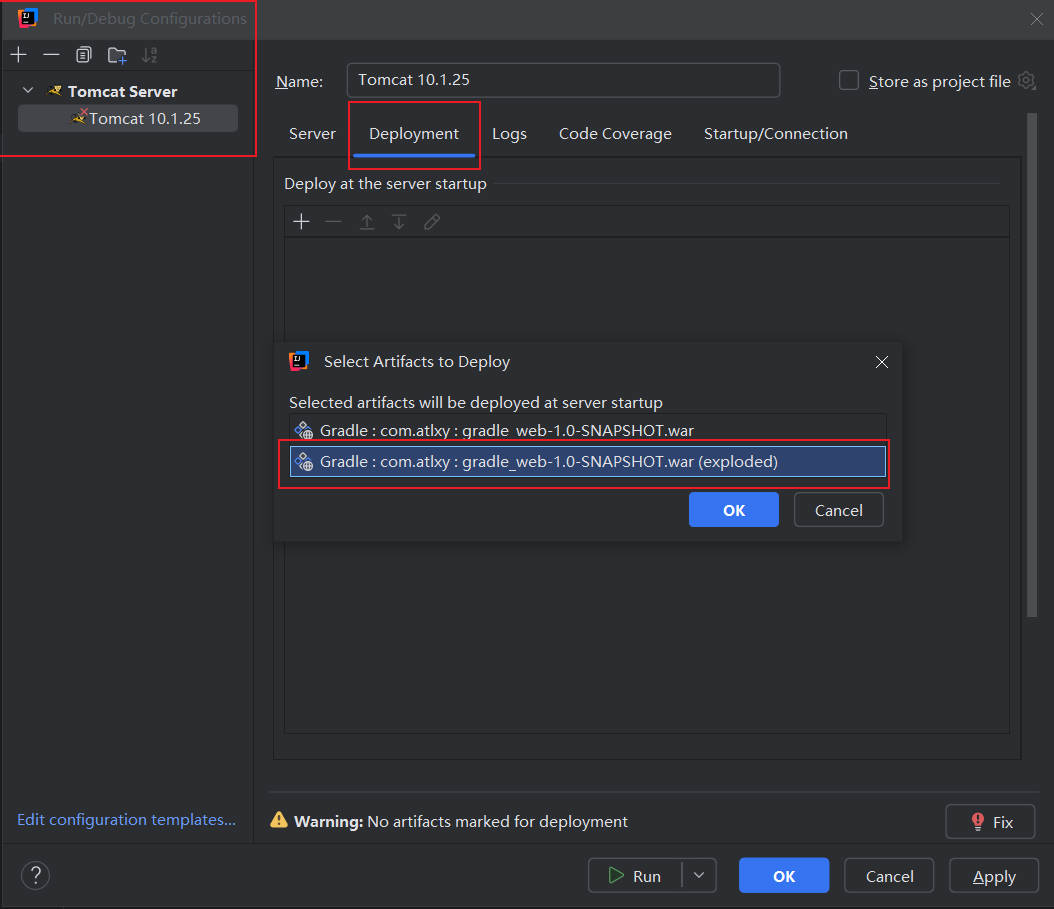 Run/Debug Configurations
Tomcat Server
Tomcat 10.1.25
Edit configuration templates...
Name:
Tomcat 10.1.25
Store as project file
Server
Deployment
Logs
Code Coverage
Startup/Connection
Deploy at the server startup
Select Artifacts to Deploy
Selected artifacts will be deployed at server startup
Gradle : com.atlxy : gradle_web-1.0-SNAPSHOT.war
Gradle : com.atlxy : gradle_web-1.0-SNAPSHOT.war (exploded)
OK
Cancel
Warning: No artifacts marked for deployment
Fix
?
Run
OK
Cancel
Apply